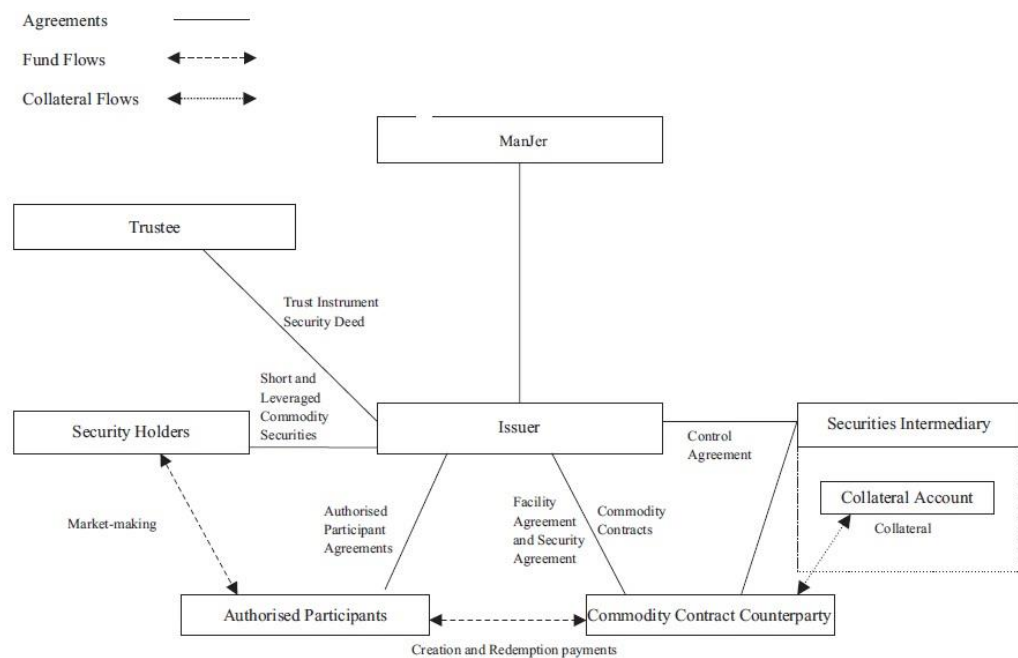 Agreements
Fund Flows
Collateral Flows
ManJer
Trustee
Trust Instrument
Security Deed
Short and
Leveraged
Commodity
Securities
Security Holders
Issuer
Control
Agreement
Securities Intermediary
Collateral Account
Collateral
Market-making
Authorised
Participant
Agreements
Facility
Agreement
and Security
Agreement
Commodity
Contracts
Authorised Participants
Commodity Contract Counterparty
Creation and Redemption payments